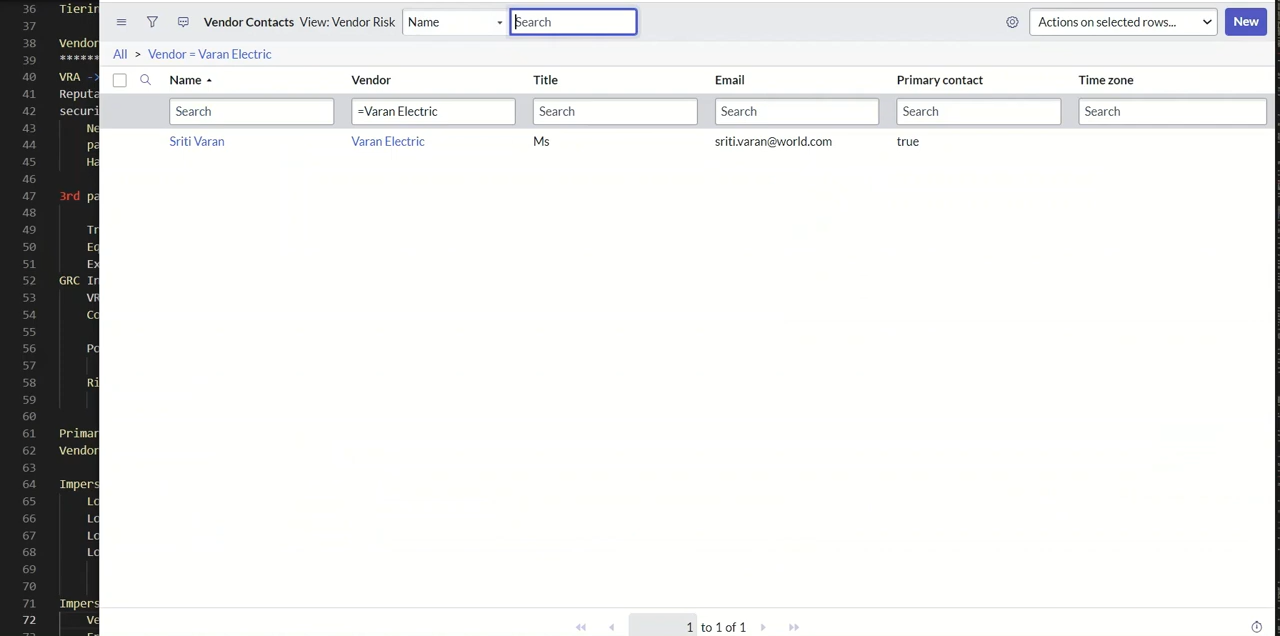 36 Tierin
37
38 Vendor
39 ******
40 VRA ->
41 Reputa
42 securi
43 Ne
44 pa
45 Ha
46
47 3rd pa
48
49 Tr
50 Eq
51 Ex
52 GRC In
53 VR
54 Co
55
56 Po
57
58 Ri
59
60
61 Primar
62 Vendor
63
64 Impers
65 Lo
66 Lo
67 Lo
68 Lo
69
70
71 Impers
72 Ve
Vendor Contacts View: Vendor Risk Name Search Actions on selected rows... New
All > Vendor = Varan Electric
Name Vendor Title Email Primary contact Time zone
Search =Varan Electric Search Search Search Search
Sriti Varan Varan Electric Ms sriti.varan@world.com true
1 to 1 of 1